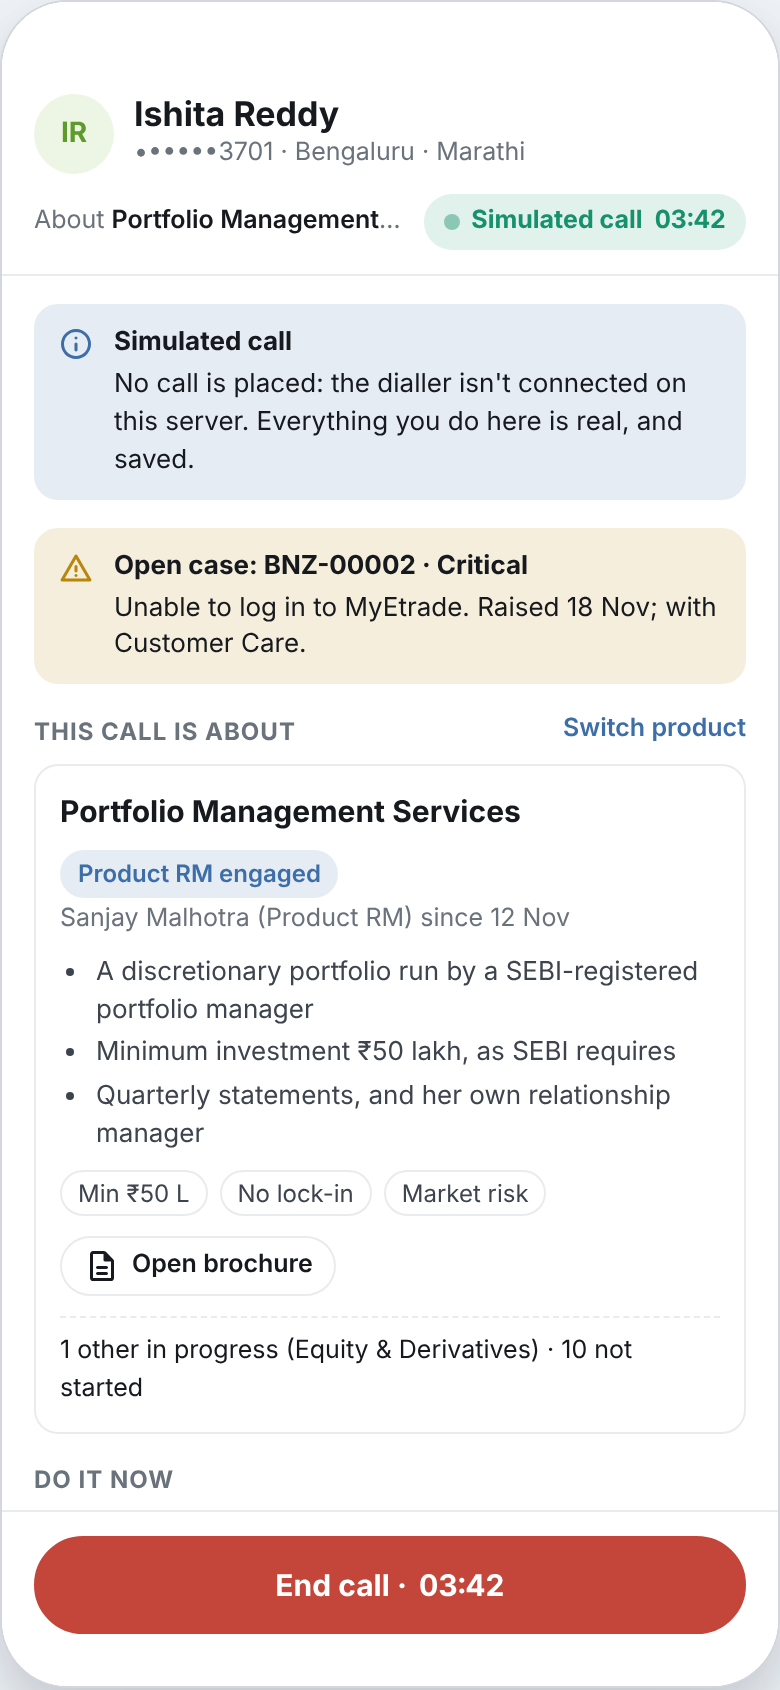 IR
Ishita Reddy
••••••3701 · Bengaluru · Marathi
About Portfolio Management...
Simulated call 03:42
Simulated call
No call is placed: the dialler isn't connected on
this server. Everything you do here is real, and
saved.
Open case: BNZ-00002 · Critical
Unable to log in to MyEtrade. Raised 18 Nov; with
Customer Care.
THIS CALL IS ABOUT
Switch product
Portfolio Management Services
Product RM engaged
Sanjay Malhotra (Product RM) since 12 Nov
• A discretionary portfolio run by a SEBI-registered
portfolio manager
• Minimum investment ₹50 lakh, as SEBI requires
• Quarterly statements, and her own relationship
manager
Min ₹50 L
No lock-in
Market risk
Open brochure
1 other in progress (Equity & Derivatives) · 10 not
started
DO IT NOW
End call · 03:42